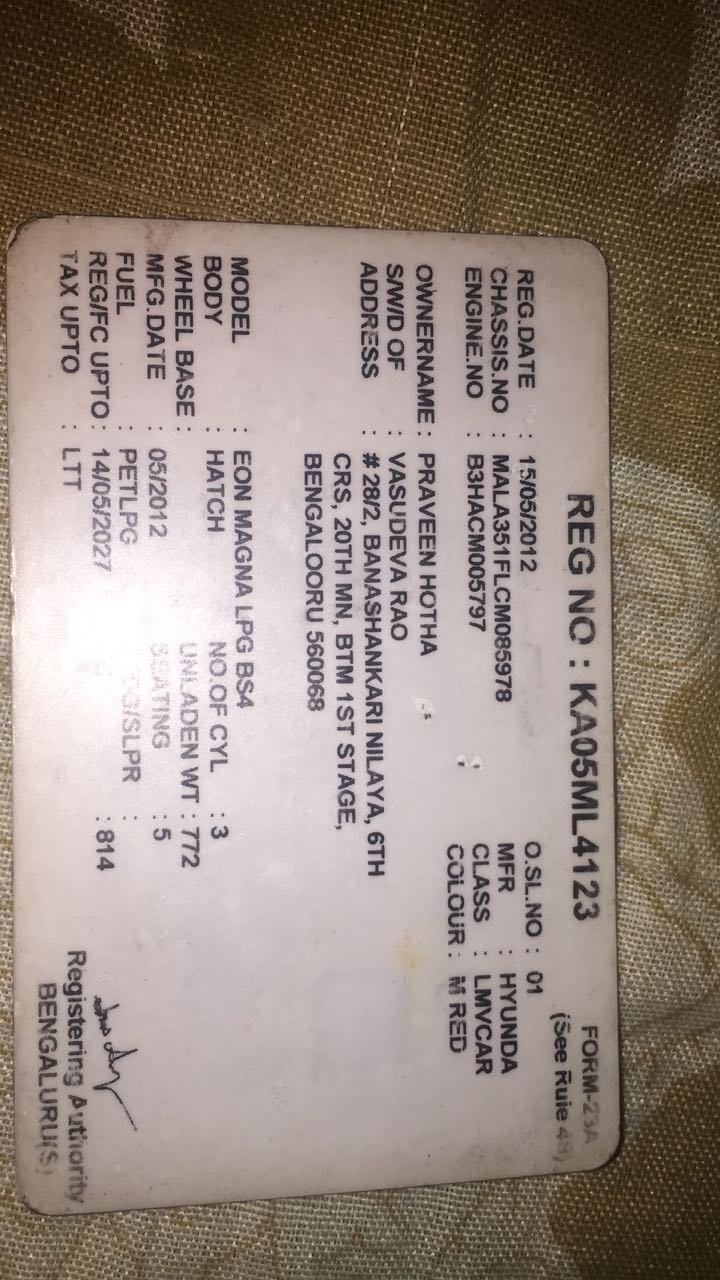 REG NO : KA05ML4123
FORM-23A
(See Ruie 48)
REG.DATE : 15/05/2012 O.SL.NO : 01
CHASSIS.NO : MALA351FLCM085978 MFR : HYUNDA
ENGINE.NO : B3HACM005797 CLASS : LMVCAR
COLOUR : M RED
OWNERNAME : PRAVEEN HOTHA
S/W/D OF : VASUDEVA RAO
ADDRESS : # 28/2, BANASHANKARI NILAYA, 6TH
CRS, 20TH MN, BTM 1ST STAGE,
BENGALOORU 560068
MODEL : EON MAGNA LPG BS4
BODY : HATCH NO.OF CYL : 3
WHEEL BASE : UNLADEN WT : 772
MFG.DATE : 05/2012 SEATING : 5
FUEL : PETLPG /SLPR :
REG/FC UPTO : 14/05/2027 : 814
TAX UPTO : LTT
Registering Authority
BENGALURU(S)